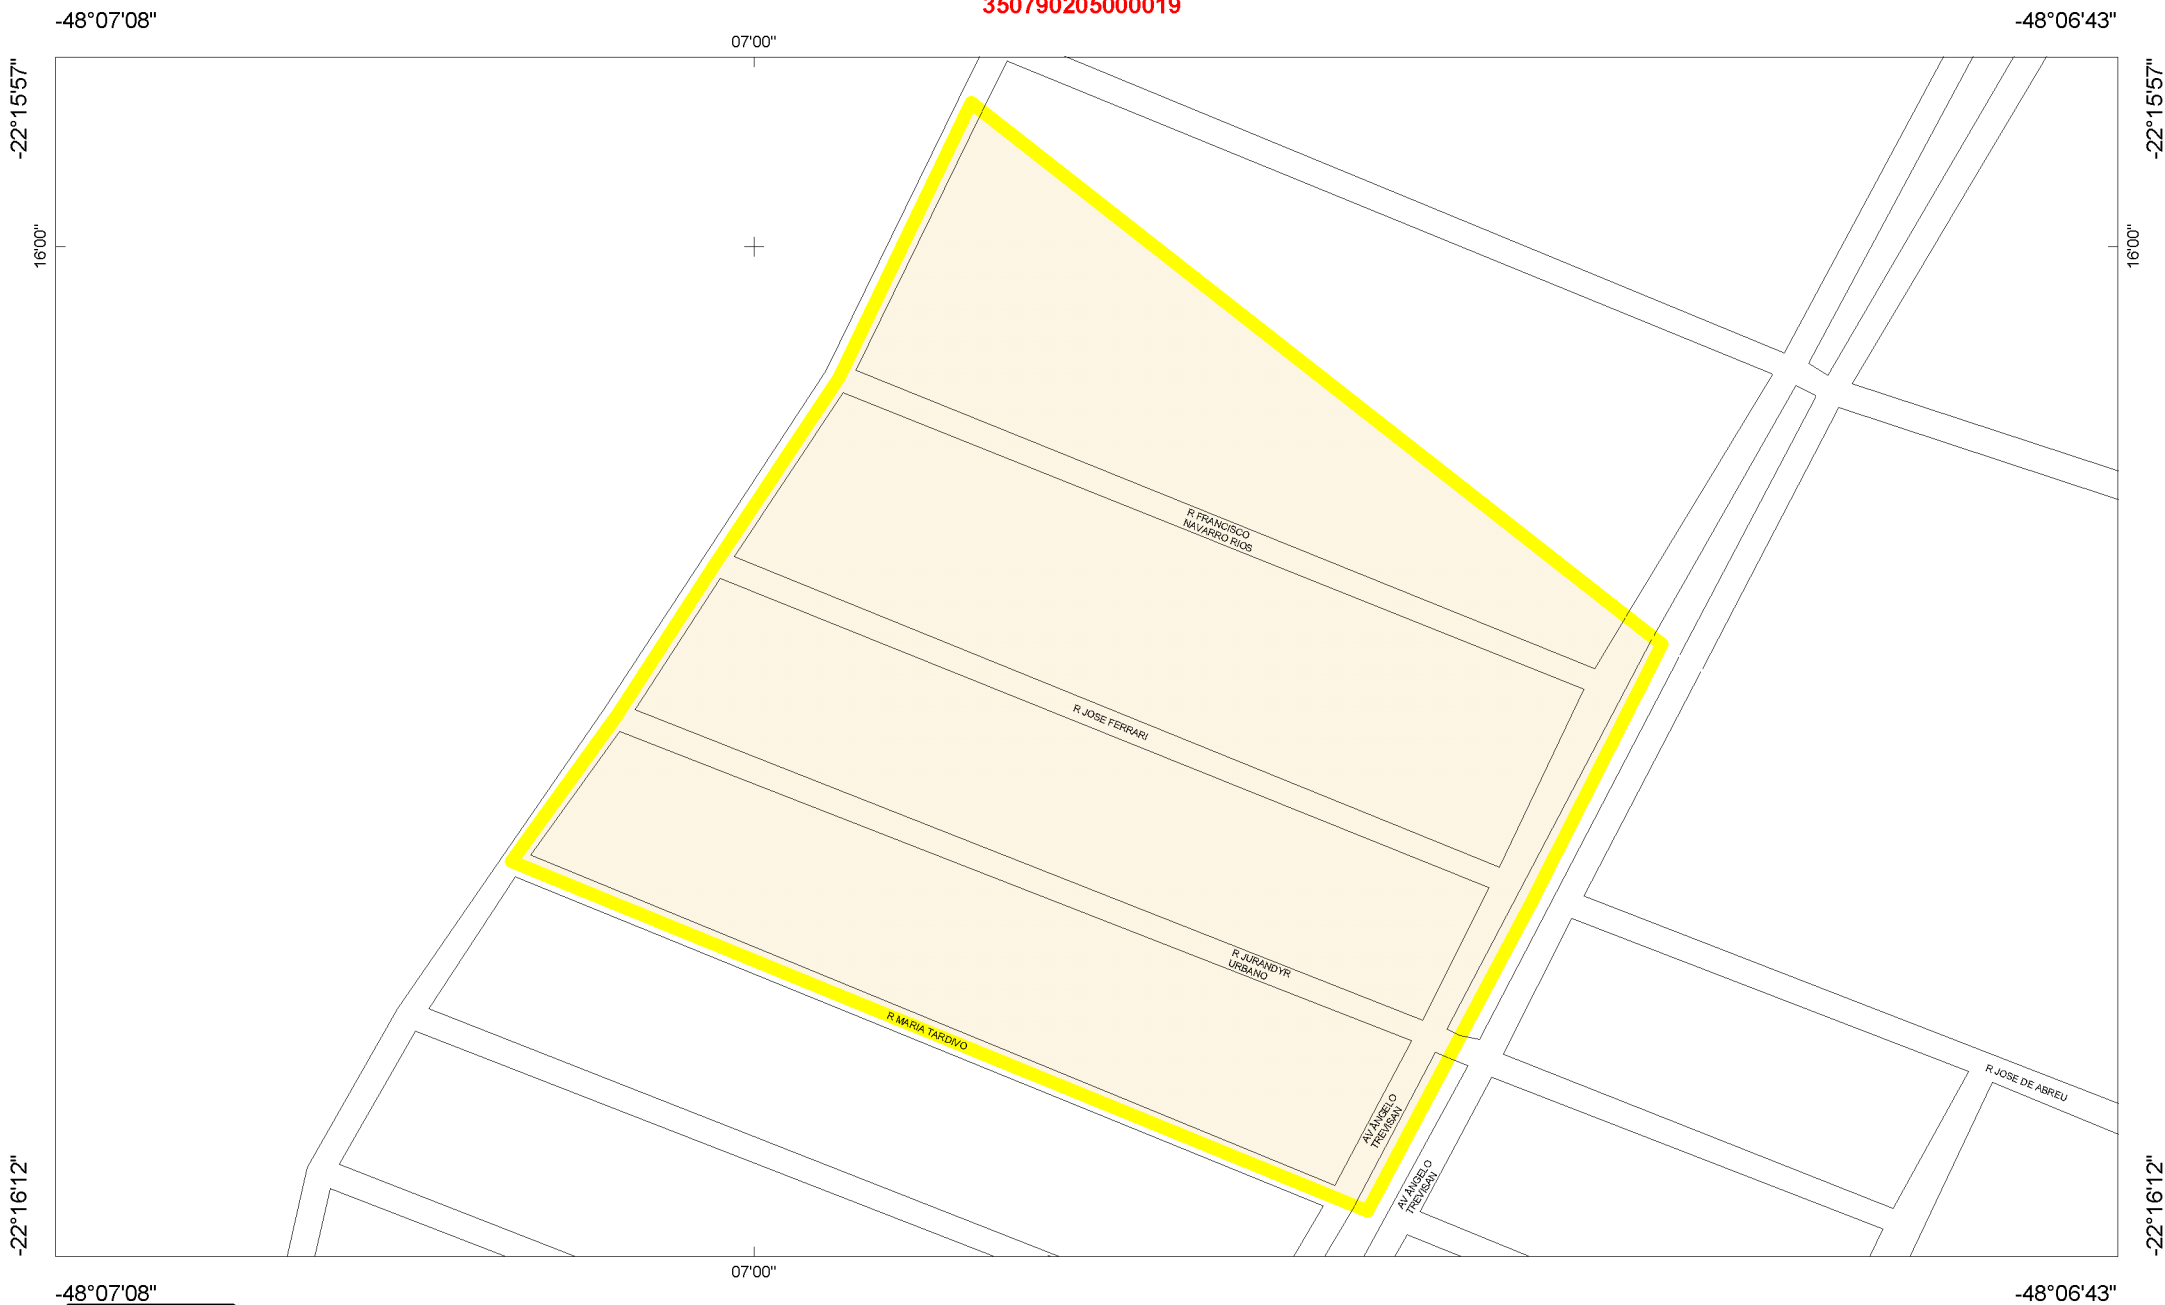 350790205000019
-48°07'08"
-48°06'43"
07'00"
-22°15'57"
-22°15'57"
16'00"
16'00"
R FRANCISCO
NAVARRO RIOS
R JOSE FERRARI
R JURANDYR
URBANO
R MARIA TARDIVO
R JOSE DE ABREU
AV ÂNGELO
TREVISAN
AV ÂNGELO
TREVISAN
-22°16'12"
-22°16'12"
07'00"
-48°07'08"
-48°06'43"